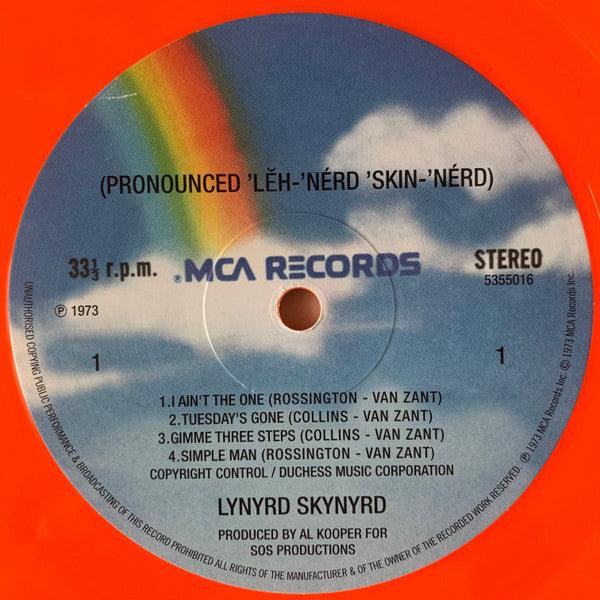 (PRONOUNCED 'LĔH-'NÉRD 'SKIN-'NÉRD)
33⅓ r.p.m.
®MCA RECORDS
STEREO
5355016
Ⓟ 1973
1
1
1.I AIN'T THE ONE (ROSSINGTON - VAN ZANT)
2.TUESDAY'S GONE (COLLINS - VAN ZANT)
3.GIMME THREE STEPS (COLLINS - VAN ZANT)
4.SIMPLE MAN (ROSSINGTON - VAN ZANT)
COPYRIGHT CONTROL / DUCHESS MUSIC CORPORATION
LYNYRD SKYNYRD
PRODUCED BY AL KOOPER FOR
SOS PRODUCTIONS
UNAUTHORISED COPYING PUBLIC PERFORMANCE & BROADCASTING OF THIS RECORD PROHIBITED ALL RIGHTS OF THE MANUFACTURER & OF THE OWNER OF THE RECORDED WORK RESERVED. Ⓟ 1973 MCA Records Inc. © 1973 MCA Records Inc.